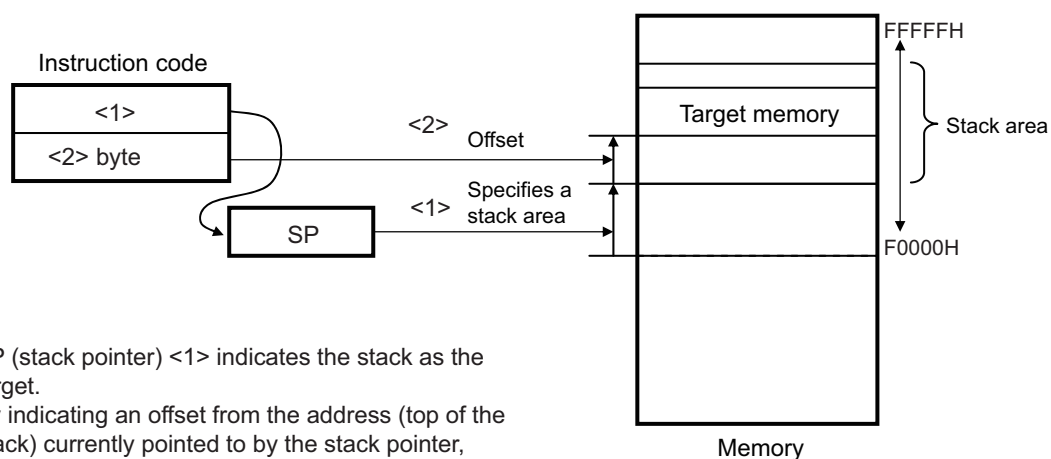 FFFFFH
Instruction code
<1>
<2> byte
<2>
Offset
Target memory
Stack area
Specifies a
stack area
<1>
SP
F0000H
(stack pointer) <1> indicates the stack as the
indicating an offset from the address (top of the
currently pointed to by the stack pointer,
Memory